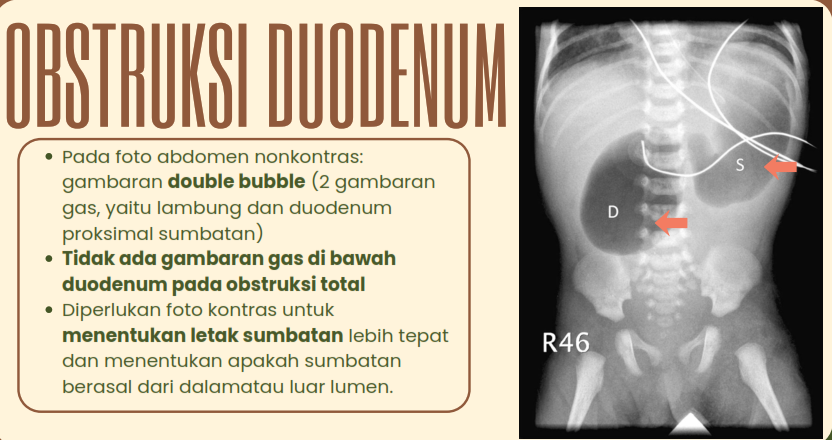 OBSTRUKSI DUODENUM
• Pada foto abdomen nonkontras:
gambaran double bubble (2 gambaran
gas, yaitu lambung dan duodenum
proksimal sumbatan)
• Tidak ada gambaran gas di bawah
duodenum pada obstruksi total
• Diperlukan foto kontras untuk
menentukan letak sumbatan lebih tepat
dan menentukan apakah sumbatan
berasal dari dalamatau luar lumen.
S
D
R46